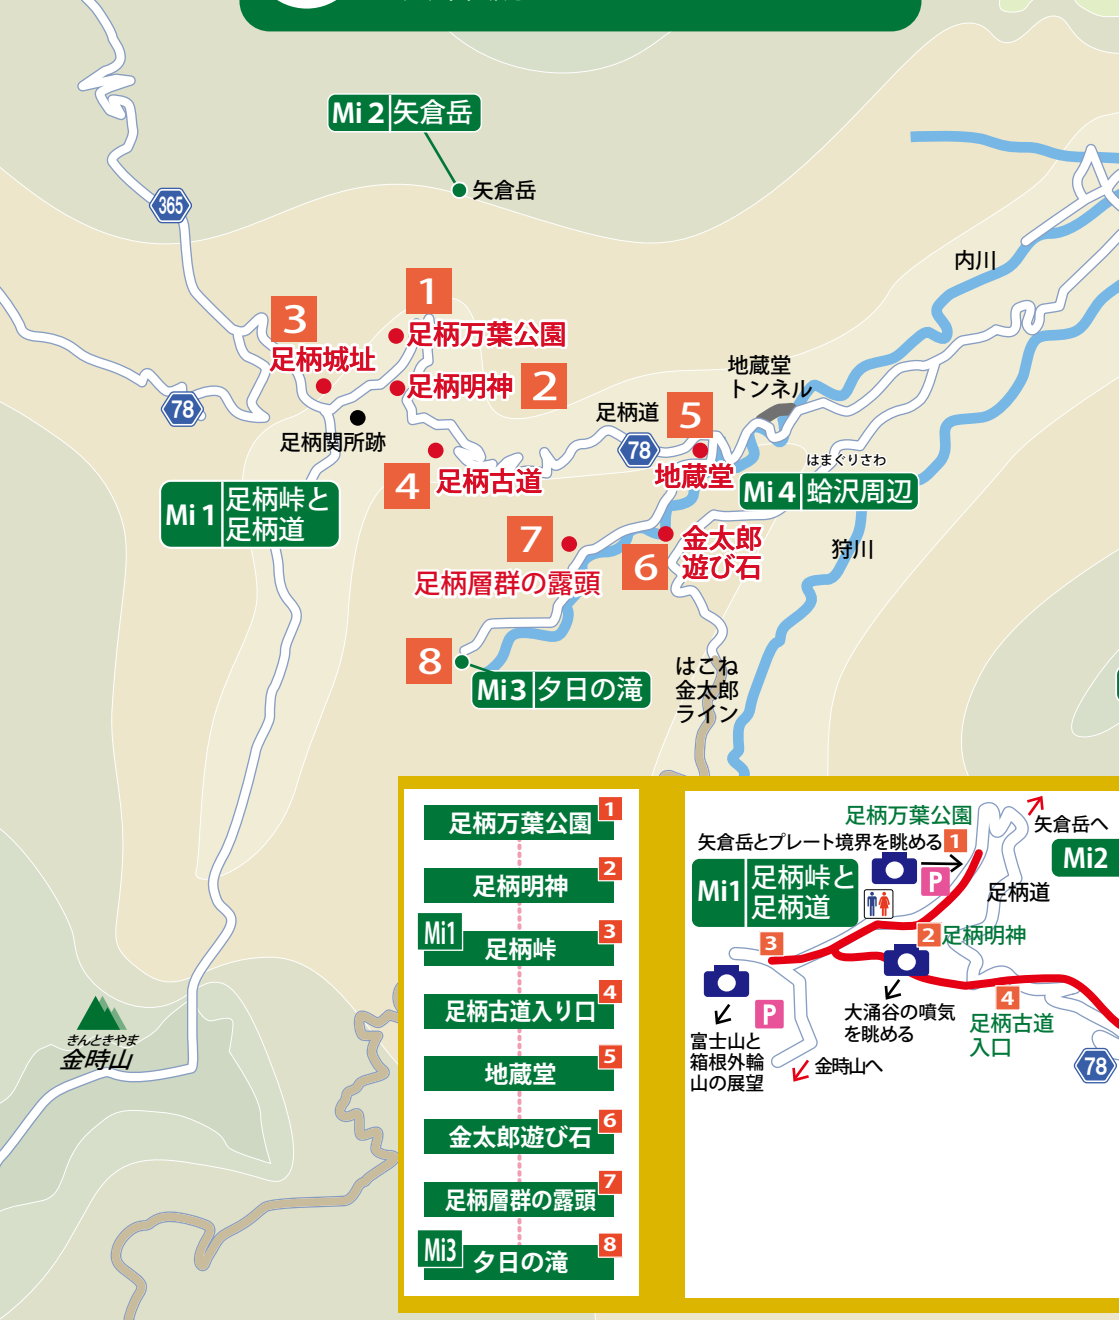 Mi 2 矢倉岳
矢倉岳
365
内川
1
3
足柄万葉公園
足柄城址
地蔵堂
トンネル
足柄明神
2
78
足柄道
5
足柄関所跡
78
はまぐりさわ
4
足柄古道
地蔵堂
Mi 4 蛤沢周辺
Mi 1 足柄峠と
足柄道
7
金太郎
遊び石
狩川
6
足柄層群の露頭
8
はこね
金太郎
ライン
Mi3 夕日の滝
きんときやま
金時山
足柄万葉公園 1
足柄明神 2
Mi1
足柄峠 3
足柄古道入り口 4
地蔵堂 5
金太郎遊び石 6
足柄層群の露頭 7
Mi3
夕日の滝 8
足柄万葉公園
矢倉岳へ
矢倉岳とプレート境界を眺める 1
Mi2
Mi1 足柄峠と
足柄道
P
足柄道
3
2 足柄明神
P
大涌谷の噴気
を眺める
4
足柄古道
入口
富士山と
箱根外輪
山の展望
金時山へ
78